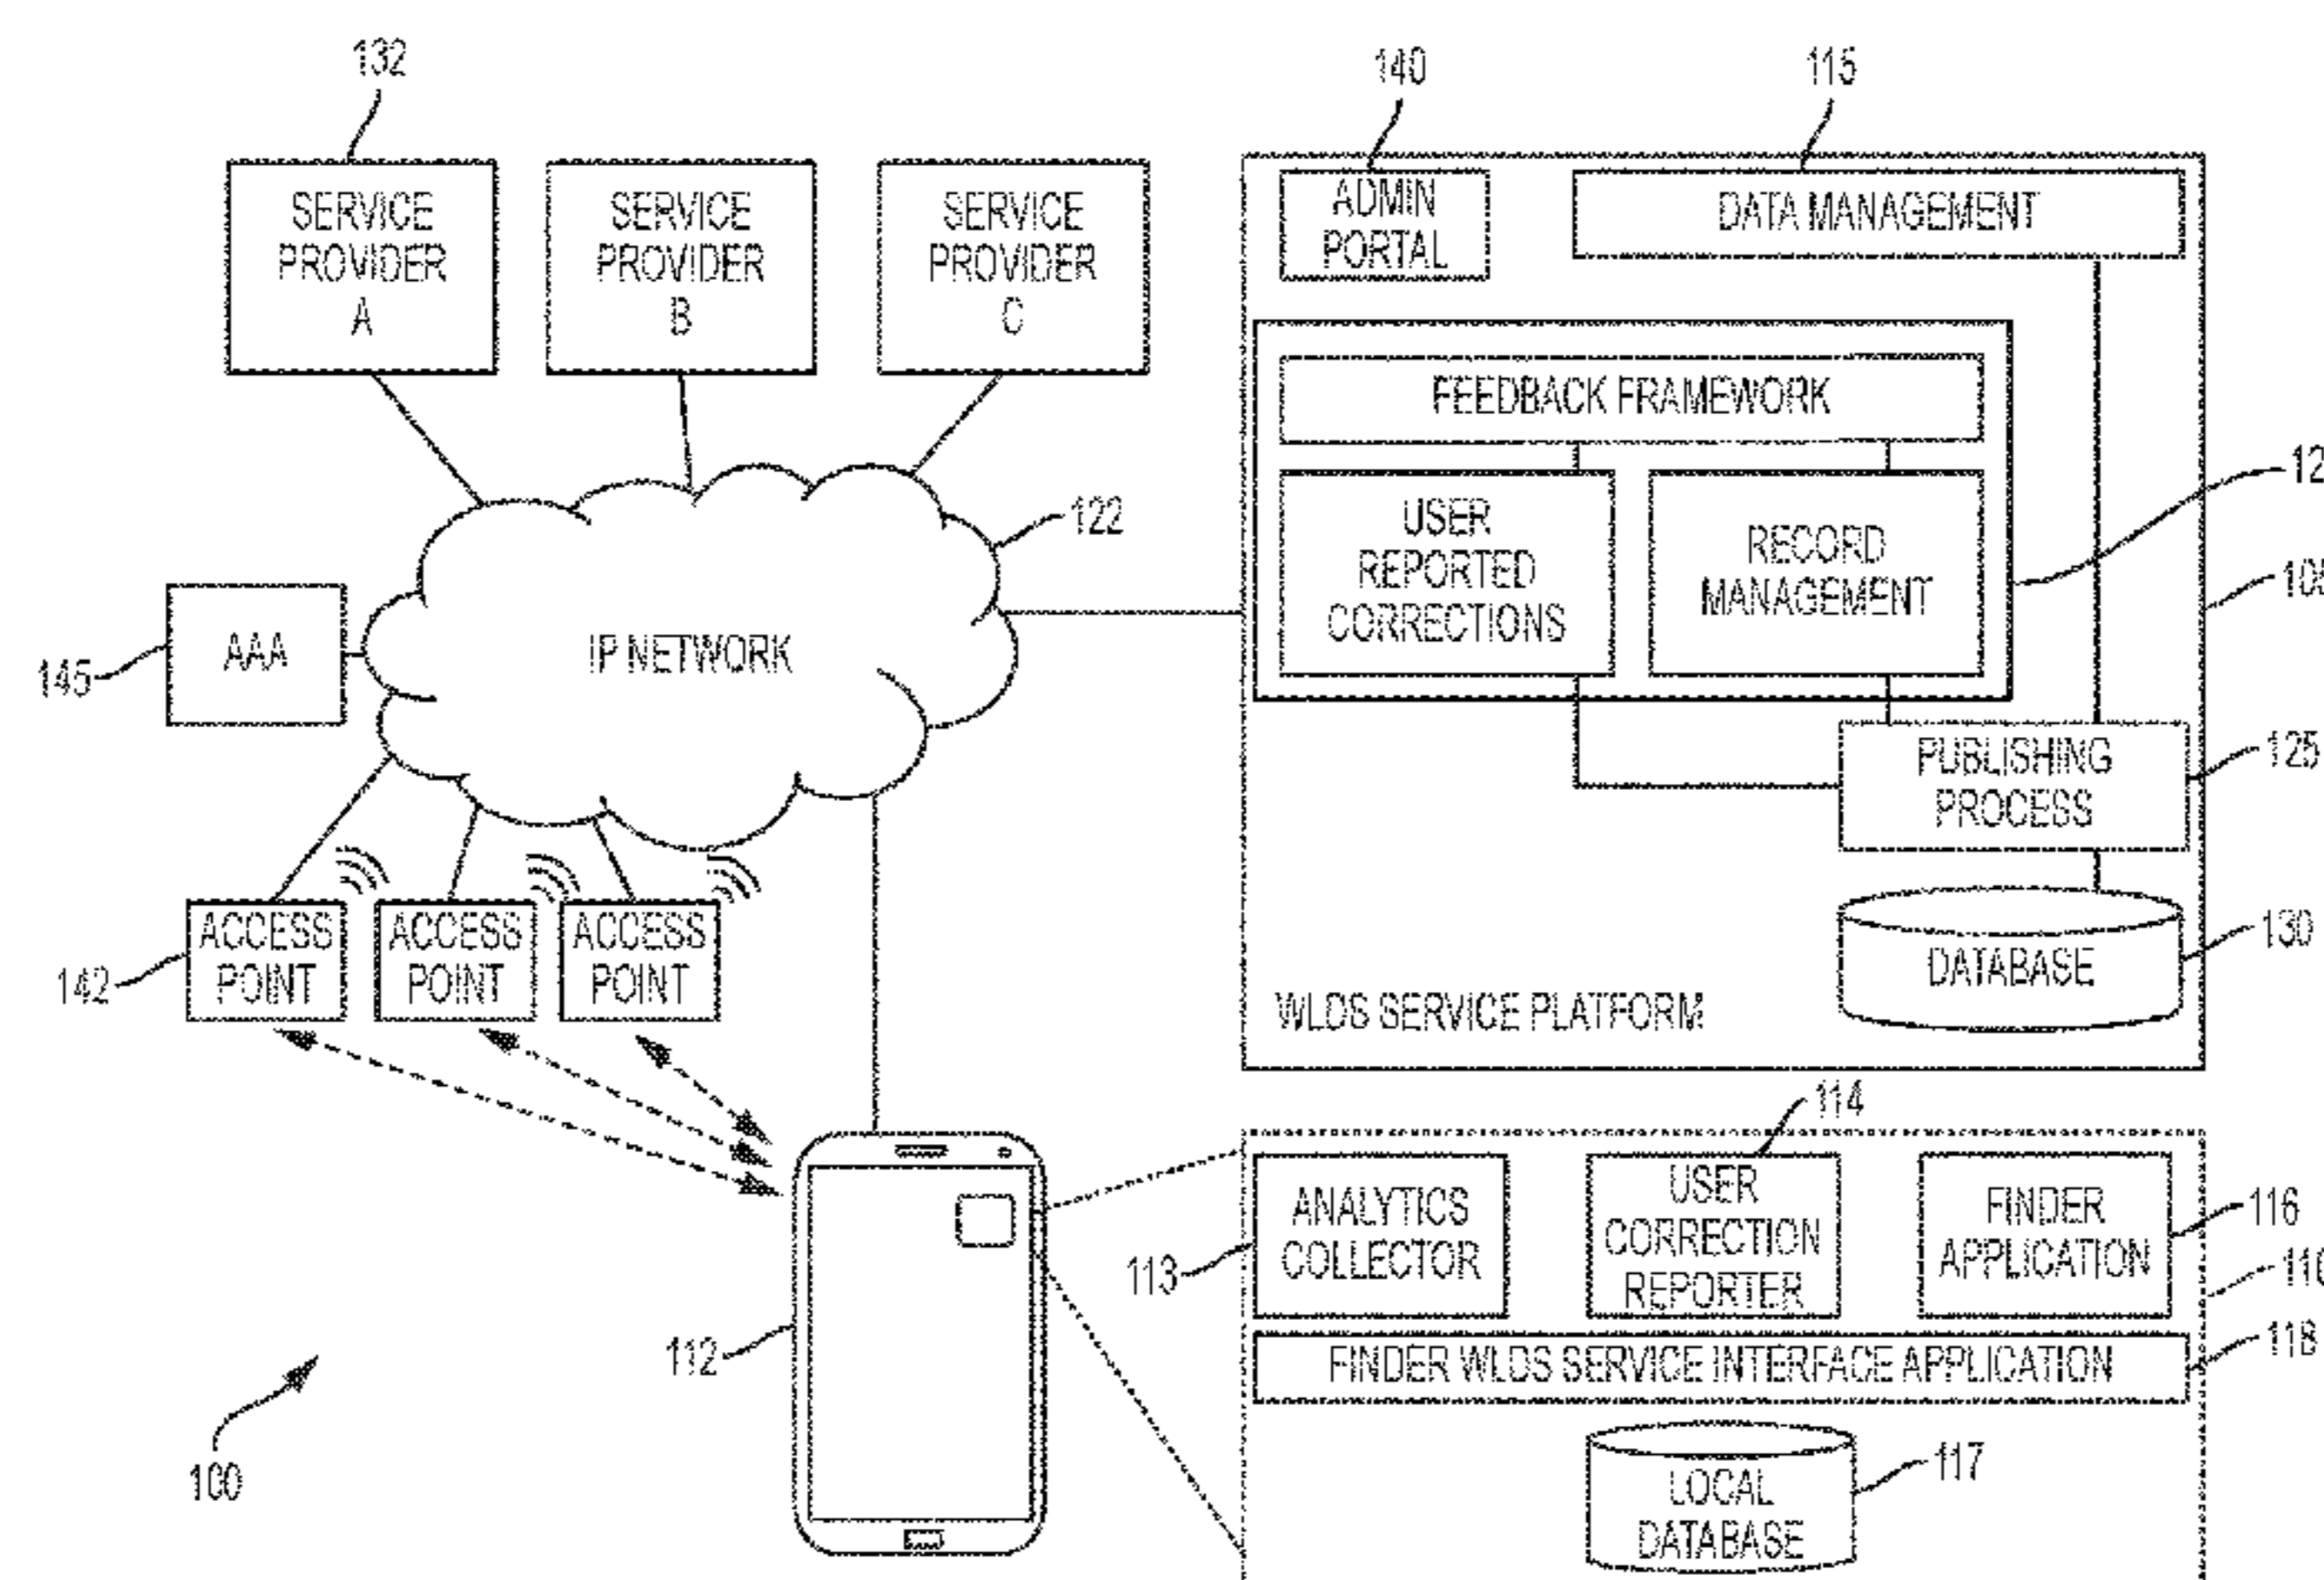 132
140
115
SERVICE
PROVIDER
A
SERVICE
PROVIDER
B
SERVICE
PROVIDER
C
ADMIN
PORTAL
DATA MANAGEMENT
FEEDBACK FRAMEWORK
USER
REPORTED
CORRECTIONS
RECORD
MANAGEMENT
122
IP NETWORK
AAA
145
PUBLISHING
PROCESS
125
DATABASE
130
WLDS SERVICE PLATFORM
ACCESS
POINT
ACCESS
POINT
ACCESS
POINT
142
114
ANALYTICS
COLLECTOR
113
USER
CORRECTION
REPORTER
FINDER
APPLICATION
116
FINDER WLDS SERVICE INTERFACE APPLICATION
118
LOCAL
DATABASE
117
112
100